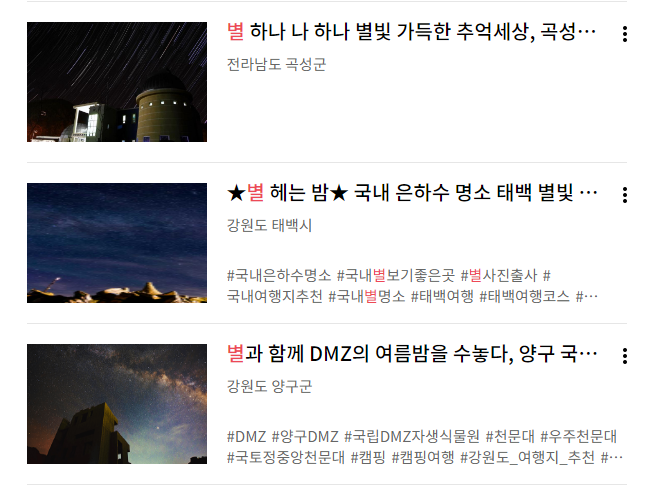 별 하나 나 하나 별빛 가득한 추억세상, 곡성…
전라남도 곡성군
★별 헤는 밤★ 국내 은하수 명소 태백 별빛 …
강원도 태백시
#국내은하수명소 #국내별보기좋은곳 #별사진출사 #
국내여행지추천 #국내별명소 #태백여행 #태백여행코스 #…
별과 함께 DMZ의 여름밤을 수놓다, 양구 국…
강원도 양구군
#DMZ #양구DMZ #국립DMZ자생식물원 #천문대 #우주천문대
#국토정중앙천문대 #캠핑 #캠핑여행 #강원도_여행지_추천 #…